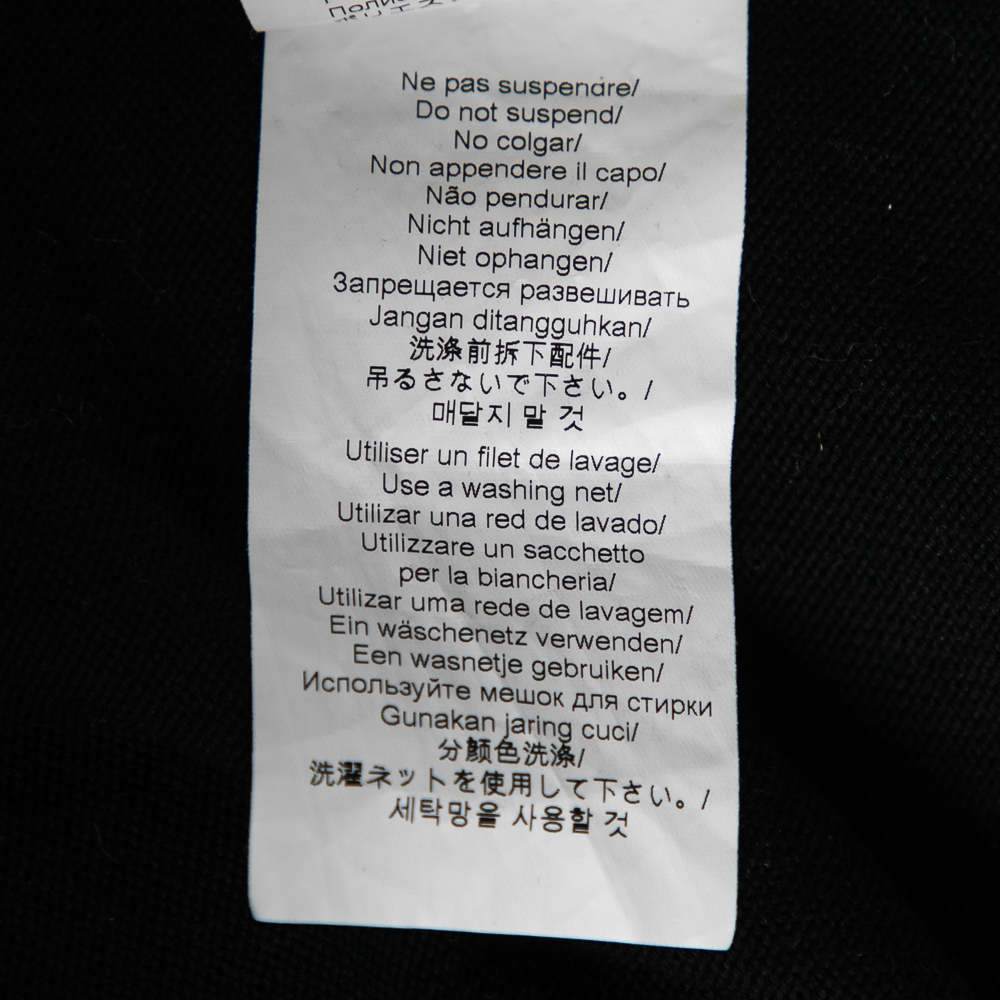 Ne pas suspendre/
Do not suspend/
No colgar/
Non appendere il capo/
Não pendurar/
Nicht aufhängen/
Niet ophangen/
Запрещается развешивать
Jangan ditangguhkan/
洗涤前拆下配件/
吊るさないで下さい。/
매달지 말 것
Utiliser un filet de lavage/
Use a washing net/
Utilizar una red de lavado/
Utilizzare un sacchetto
per la biancheria/
Utilizar uma rede de lavagem/
Ein wäschenetz verwenden/
Een wasnetje gebruiken/
Используйте мешок для стирки
Gunakan jaring cuci/
分颜色洗涤/
洗濯ネットを使用して下さい。/
세탁망을 사용할 것